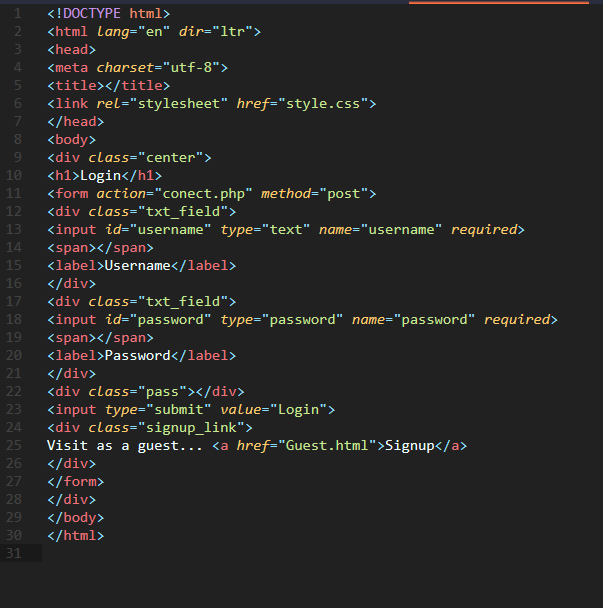 1 <!DOCTYPE html>
2 <html lang="en" dir="ltr">
3 <head>
4 <meta charset="utf-8">
5 <title></title>
6 <link rel="stylesheet" href="style.css">
7 </head>
8 <body>
9 <div class="center">
10 <h1>Login</h1>
11 <form action="conect.php" method="post">
12 <div class="txt_field">
13 <input id="username" type="text" name="username" required>
14 <span></span>
15 <label>Username</label>
16 </div>
17 <div class="txt_field">
18 <input id="password" type="password" name="password" required>
19 <span></span>
20 <label>Password</label>
21 </div>
22 <div class="pass"></div>
23 <input type="submit" value="Login">
24 <div class="signup_link">
25 Visit as a guest... <a href="Guest.html">Signup</a>
26 </div>
27 </form>
28 </div>
29 </body>
30 </html>
31